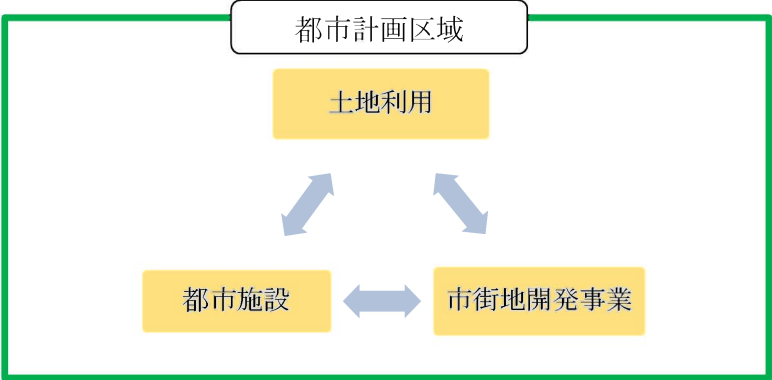 都市計画区域
土地利用
都市施設
市街地開発事業